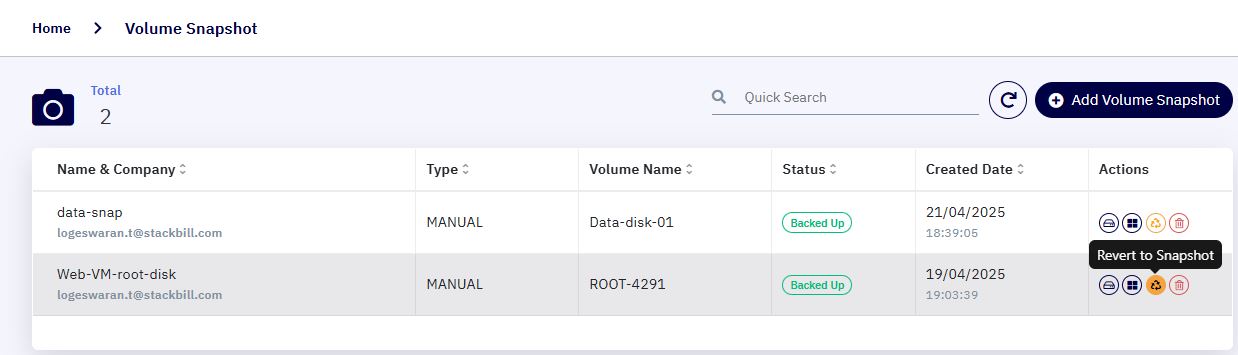 Home > Volume Snapshot
Total
2
Quick Search
Add Volume Snapshot
Name & Company Type Volume Name Status Created Date Actions
data-snap
logeswaran.t@stackbill.com
MANUAL
Data-disk-01
Backed Up
21/04/2025
18:39:05
Revert to Snapshot
Web-VM-root-disk
logeswaran.t@stackbill.com
MANUAL
ROOT-4291
Backed Up
19/04/2025
19:03:39